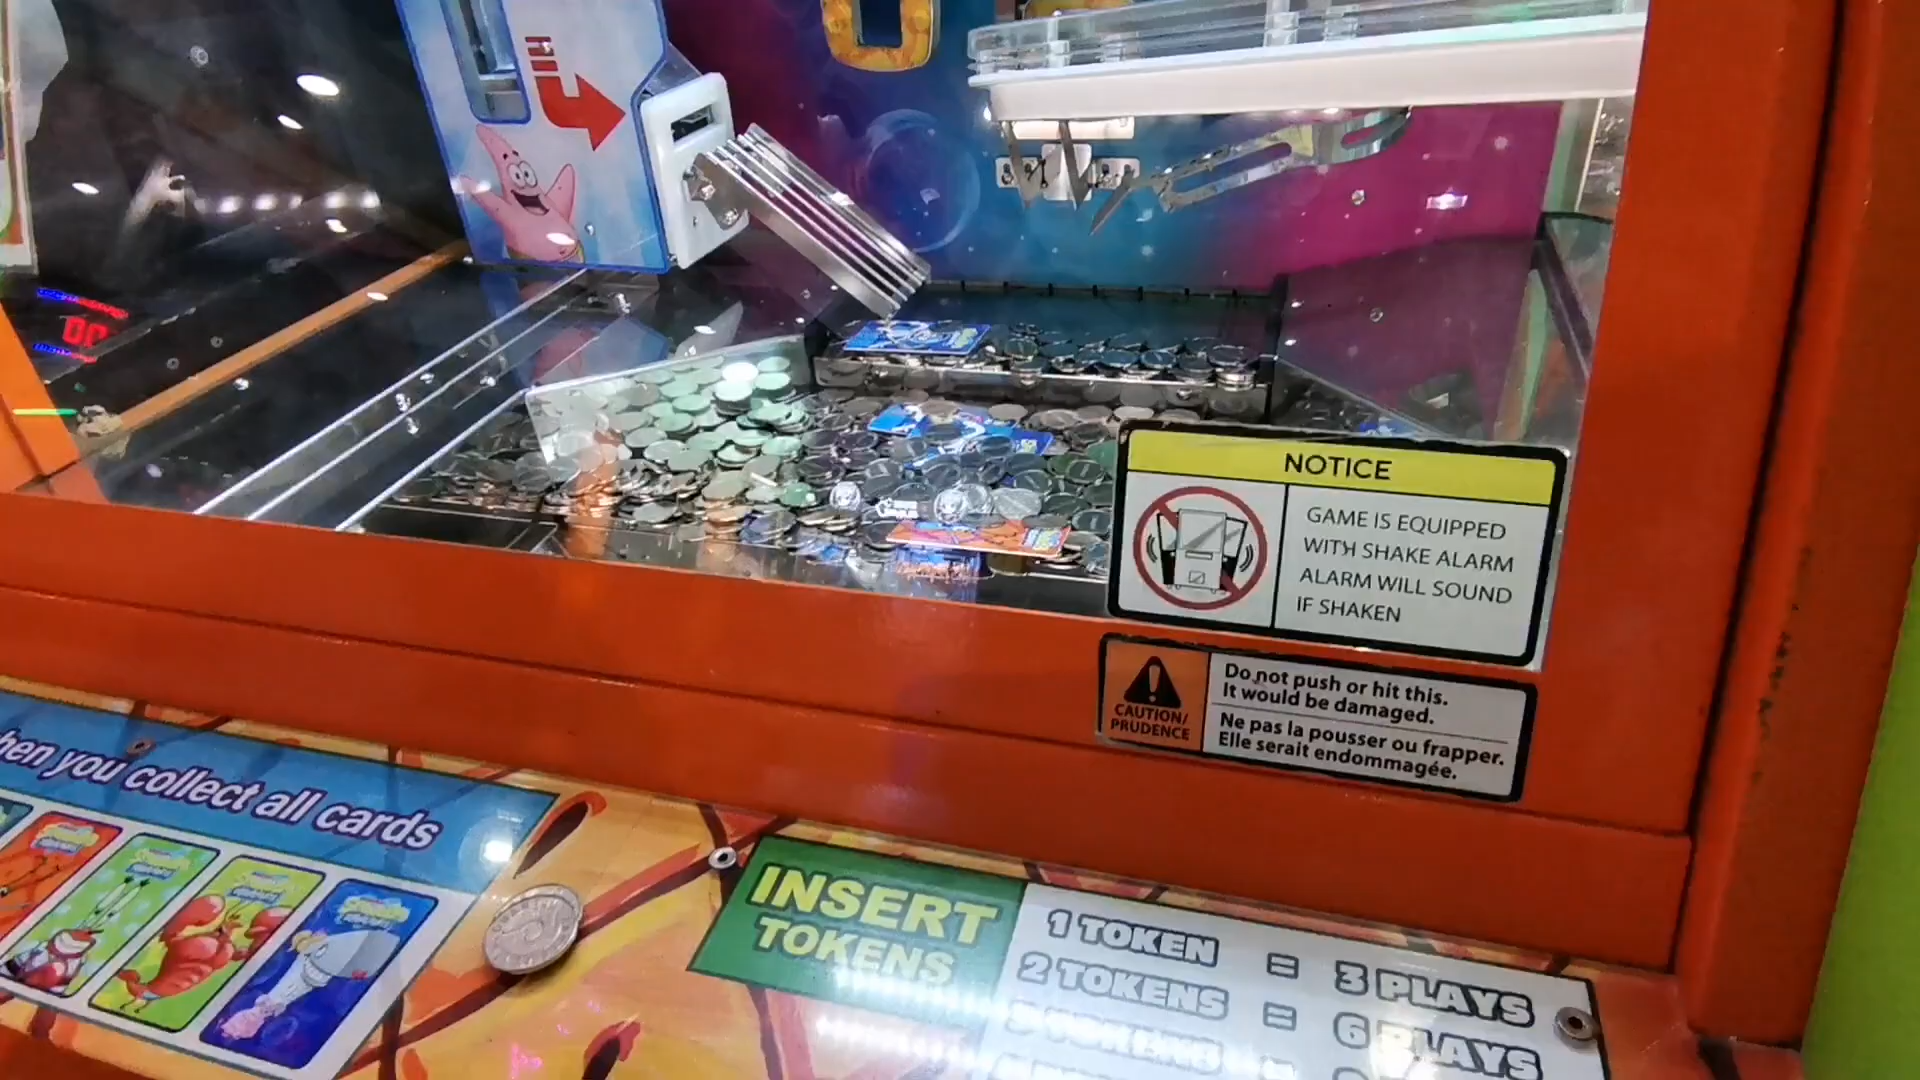 HIT
00
NOTICE
GAME IS EQUIPPED
WITH SHAKE ALARM
ALARM WILL SOUND
IF SHAKEN
CAUTION/
PRUDENCE
Do not push or hit this.
It would be damaged.
Ne pas la pousser ou frapper.
Elle serait endommagée.
hen you collect all cards
INSERT
TOKENS
1 TOKEN = 3 PLAYS
2 TOKENS = 6 PLAYS